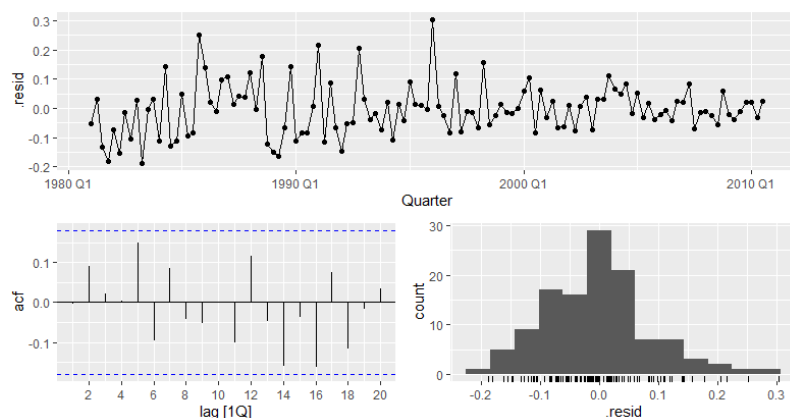 0.3
0.2
0.1
0.0
-0.1
-0.2
.resid
1980 Q1 1990 Q1 2000 Q1 2010 Q1
Quarter
0.1
0.0
-0.1
acf
2 4 6 8 10 12 14 16 18 20
lag [1Q]
30
20
10
0
count
-0.2 -0.1 0.0 0.1 0.2 0.3
.resid